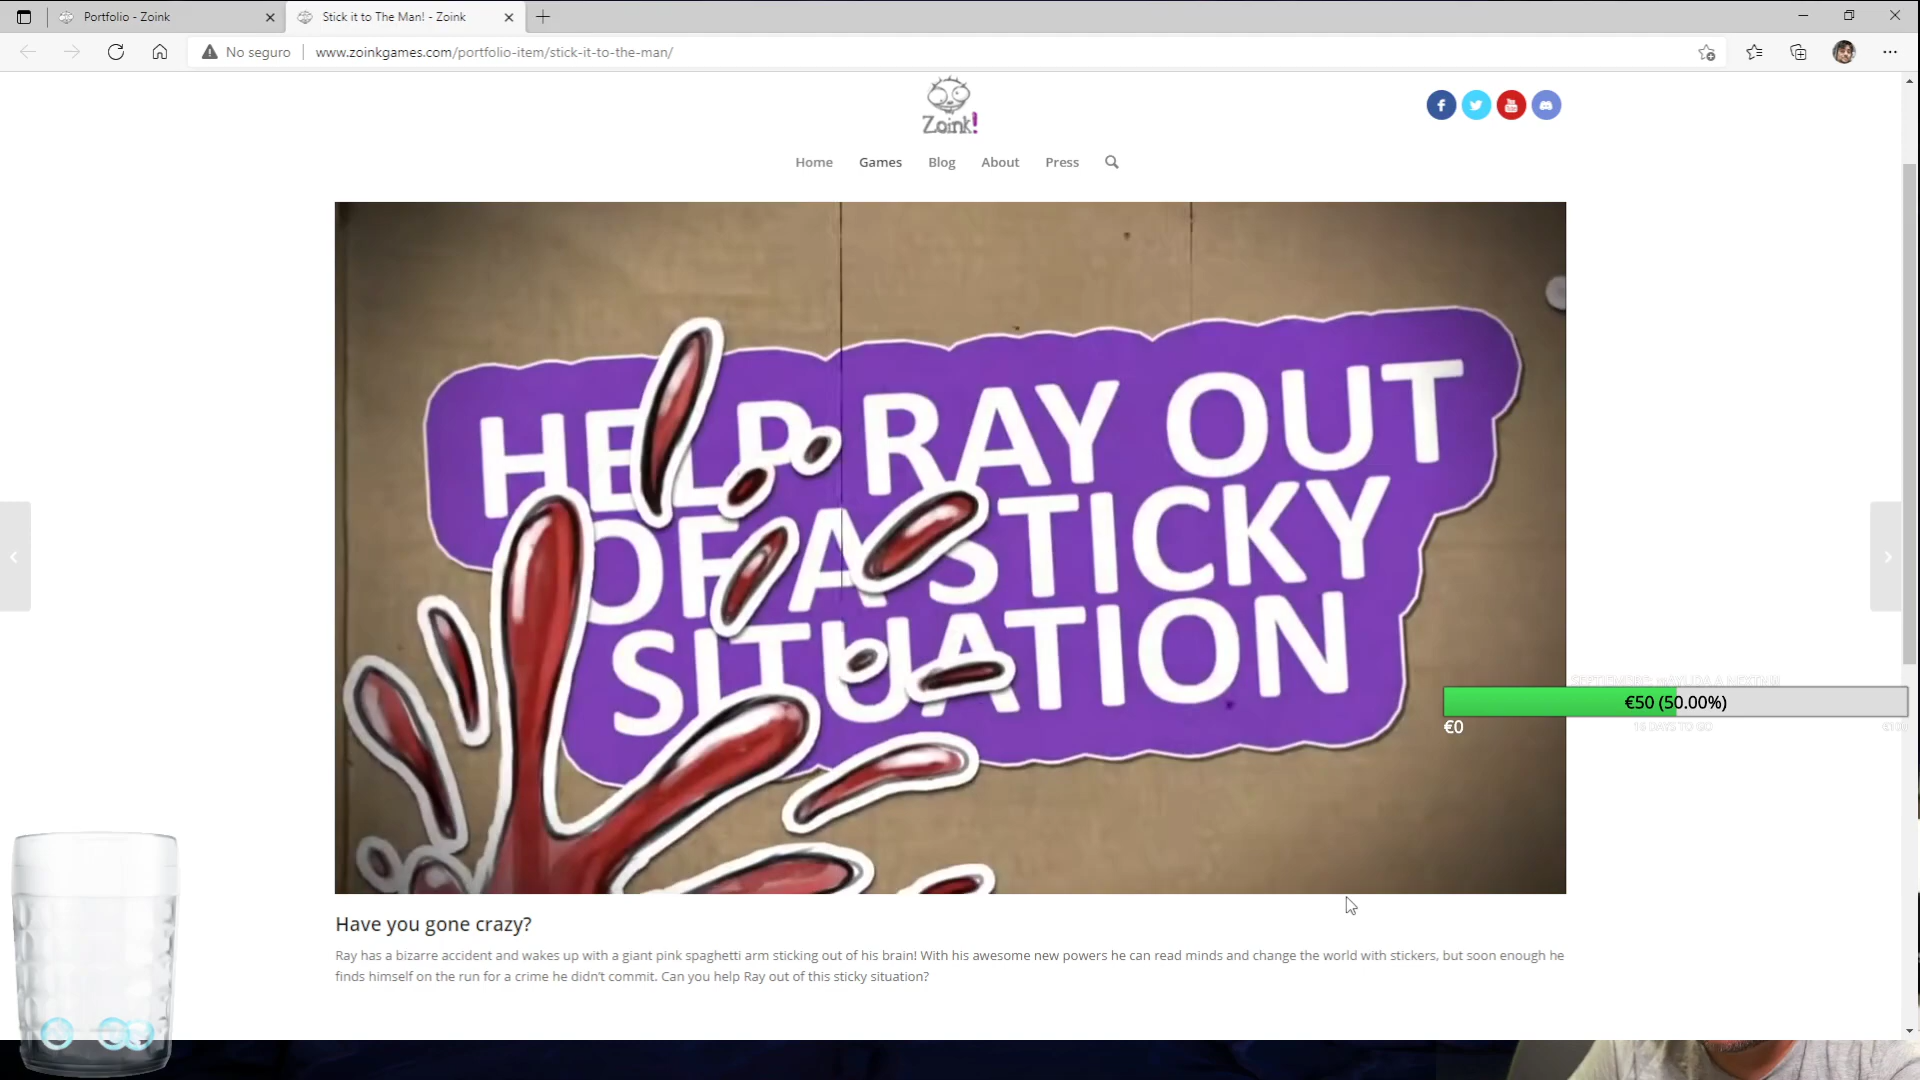 Portfolio - Zoink
Stick it to The Man! - Zoink
No seguro
www.zoinkgames.com/portfolio-item/stick-it-to-the-man/
Zoink!
Home
Games
Blog
About
Press
HELP RAY OUT
OF A STICKY
SITUATION
€50 (50.00%)
€0
16 DAYS TO GO
Have you gone crazy?
Ray has a bizarre accident and wakes up with a giant pink spaghetti arm sticking out of his brain! With his awesome new powers he can read minds and change the world with stickers, but soon enough he
finds himself on the run for a crime he didn't commit. Can you help Ray out of this sticky situation?